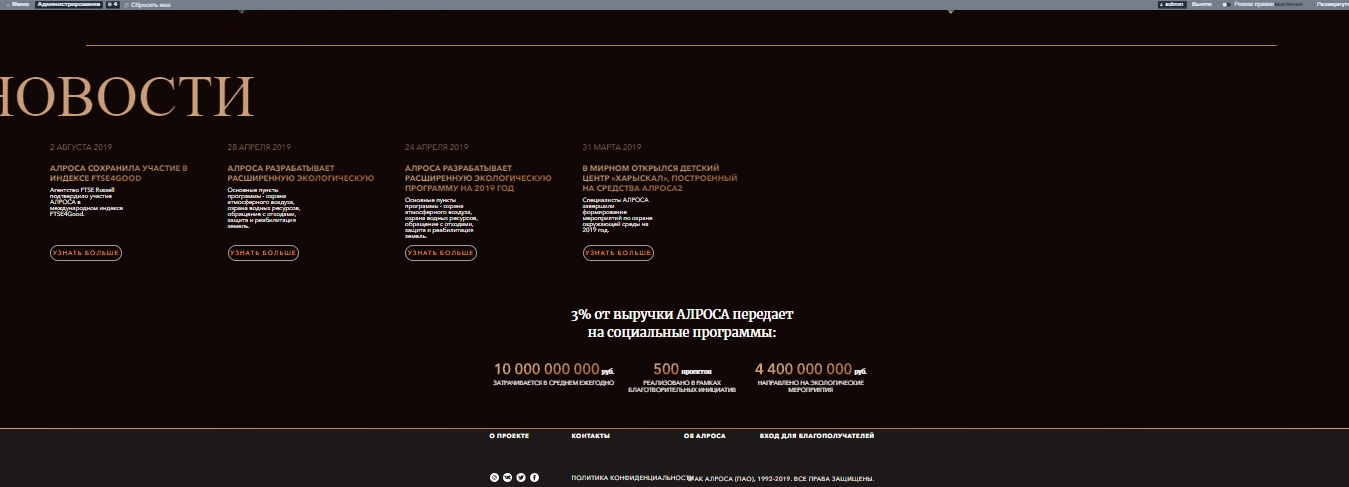 Меню Администрирование 4 Сбросить кеш admin Выйти Режим правки выключен Развернуть
НОВОСТИ
2 АВГУСТА 2019
АЛРОСА СОХРАНИЛА УЧАСТИЕ В
ИНДЕКСЕ FTSE4GOOD
Агентство FTSE Russell
подтвердило участие
АЛРОСА в
международном индексе
FTSE4Good.
УЗНАТЬ БОЛЬШЕ
28 АПРЕЛЯ 2019
АЛРОСА РАЗРАБАТЫВАЕТ
РАСШИРЕННУЮ ЭКОЛОГИЧЕСКУЮ
Основные пункты
программы - охрана
атмосферного воздуха,
охрана водных ресурсов,
обращение с отходами,
защита и реабилитация
земель.
УЗНАТЬ БОЛЬШЕ
24 АПРЕЛЯ 2019
АЛРОСА РАЗРАБАТЫВАЕТ
РАСШИРЕННУЮ ЭКОЛОГИЧЕСКУЮ
ПРОГРАММУ НА 2019 ГОД
Основные пункты
программы - охрана
атмосферного воздуха,
охрана водных ресурсов,
обращение с отходами,
защита и реабилитация
земель.
УЗНАТЬ БОЛЬШЕ
31 МАРТА 2019
В МИРНОМ ОТКРЫЛСЯ ДЕТСКИЙ
ЦЕНТР «ХАРЫСКАЛ», ПОСТРОЕННЫЙ
НА СРЕДСТВА АЛРОСА2
Специалисты АЛРОСА
завершили
формирование
мероприятий по охране
окружающей среды на
2019 год.
УЗНАТЬ БОЛЬШЕ
3% от выручки АЛРОСА передает
на социальные программы:
10 000 000 000 руб.
ЗАТРАЧИВАЕТСЯ В СРЕДНЕМ ЕЖЕГОДНО
500 проектов
РЕАЛИЗОВАНО В РАМКАХ
БЛАГОТВОРИТЕЛЬНЫХ ИНИЦИАТИВ
4 400 000 000 руб.
НАПРАВЛЕНО НА ЭКОЛОГИЧЕСКИЕ
МЕРОПРИЯТИЯ
О ПРОЕКТЕ КОНТАКТЫ ОБ АЛРОСА ВХОД ДЛЯ БЛАГОПОЛУЧАТЕЛЕЙ
ПОЛИТИКА КОНФИДЕНЦИАЛЬНОСТИ АК АЛРОСА (ПАО), 1992-2019. ВСЕ ПРАВА ЗАЩИЩЕНЫ.